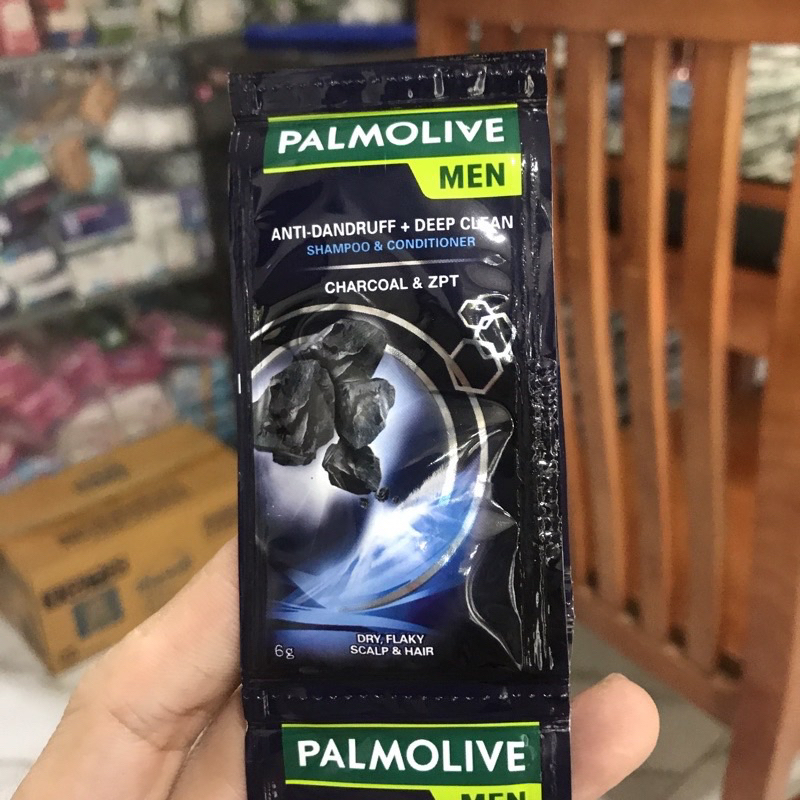 PALMOLIVE
MEN
ANTI-DANDRUFF + DEEP CLEAN
SHAMPOO & CONDITIONER
CHARCOAL & ZPT
DRY, FLAKY
SCALP & HAIR
6g
PALMOLIVE
MEN